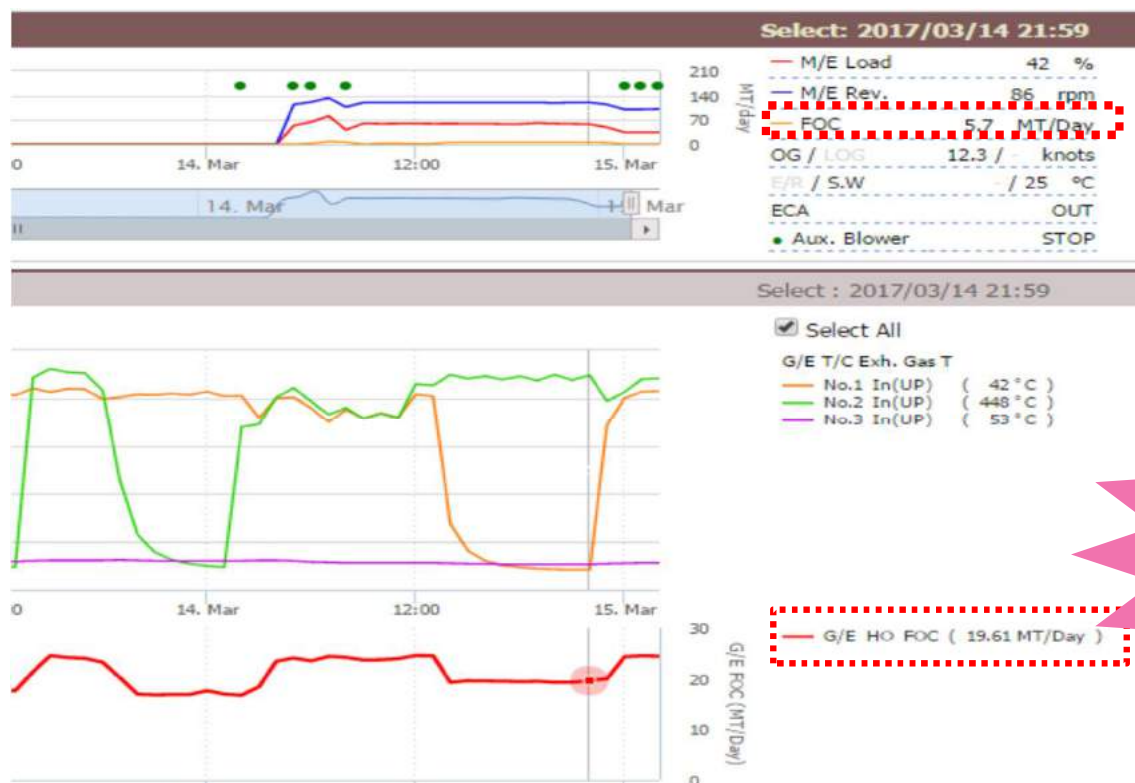 Select: 2017/03/14 21:59
M/E Load 42 %
M/E Rev. 86 rpm
FOC 5.7 MT/Day
OG / LOG 12.3 / - knots
E/R / S.W - / 25 °C
ECA OUT
Aux. Blower STOP
210
140
70
0
MT/day
0 14. Mar 12:00 15. Mar
14. Mar Mar
Select : 2017/03/14 21:59
Select All
G/E T/C Exh. Gas T
No.1 In(UP) ( 42°C )
No.2 In(UP) ( 448°C )
No.3 In(UP) ( 53°C )
0 14. Mar 12:00 15. Mar
30
20
10
0
G/E FOC (MT/Day)
G/E HO FOC ( 19.61 MT/Day )